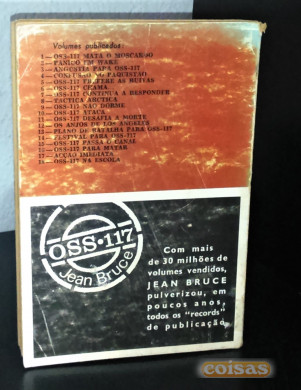 Volumes publicados:
1 — OSS-117 MATA O MOSCARDO
2 — PÂNICO EM WAKE
3 — ANGÚSTIA PARA OSS-117
4 — CONFLITO NO PAQUISTÃO
5 — OSS-117 PREFERE AS RUIVAS
6 — OSS-117 CHAMA
7 — OSS-117 CONTINUA A RESPONDER
8 — TÁCTICA ÁRCTICA
9 — OSS-117 NÃO DORME
10 — OSS-117 ATACA
11 — OSS-117 DESAFIA A MORTE
12 — OS ANJOS DE LOS ANGELES
13 — PLANO DE BATALHA PARA OSS-117
14 — FESTIVAL PARA OSS-117
15 — OSS-117 PASSA O CANAL
16 — OSS-117 PARA MATAR
17 — ACÇÃO IMEDIATA
18 — OSS-117 NA ESCOLA
OSS·117
Jean Bruce
Com mais
de 30 milhões de
volumes vendidos,
JEAN BRUCE
pulverizou, em
poucos anos,
todos os "records"
de publicação.
coisas